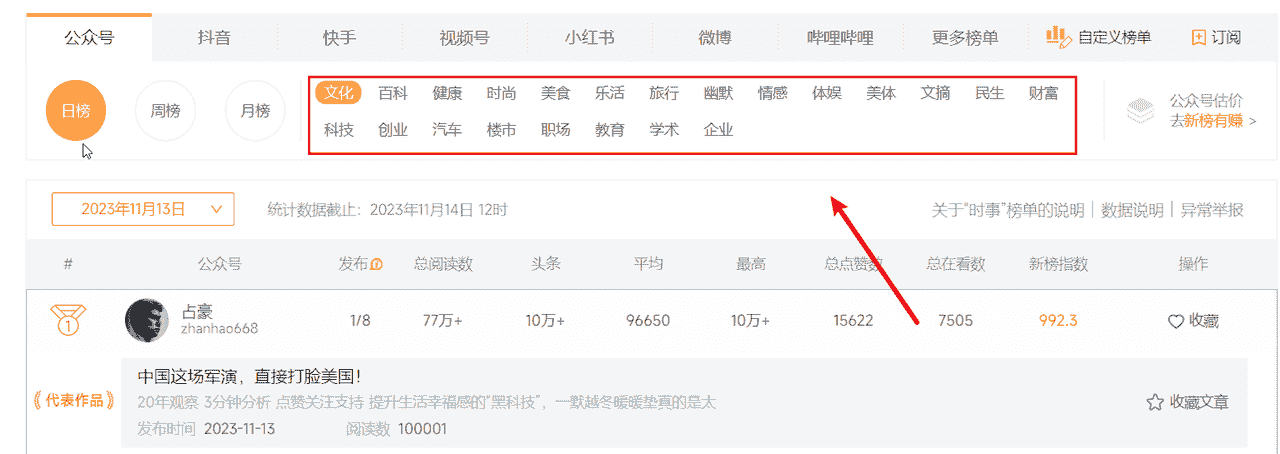 公众号 抖音 快手 视频号 小红书 微博 哔哩哔哩 更多榜单 自定义榜单 订阅
日榜 周榜 月榜
文化 百科 健康 时尚 美食 乐活 旅行 幽默 情感 体娱 美体 文摘 民生 财富
科技 创业 汽车 楼市 职场 教育 学术 企业
公众号估价
去新榜有赚 >
2023年11月13日 统计数据截止:2023年11月14日 12时 关于“时事”榜单的说明 | 数据说明 | 异常举报
# 公众号 发布 总阅读数 头条 平均 最高 总点赞数 总在看数 新榜指数 操作
1 占豪 1/8 77万+ 10万+ 96650 10万+ 15622 7505 992.3 收藏
zhanhao668
中国这场军演,直接打脸美国!
代表作品 20年观察 3分钟分析 点赞关注支持 提升生活幸福感的“黑科技”,一默越冬暖暖垫真的是太 收藏文章
发布时间 2023-11-13 阅读数 100001